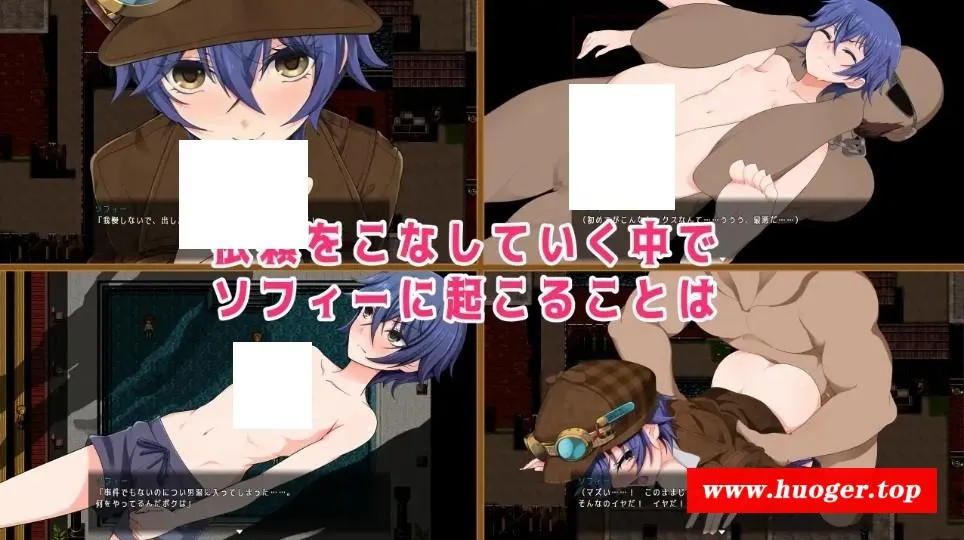 ソフィー
「我慢しないで、出し
(初めてがこんな
ックスなんて……ううう、最悪だ……)
依頼をこなしていく中で
ソフィーに起こることは
ソフィー
「事件でもないのについ男湯に入ってしまった……。
何をやってるんだボクは」
ソフィー
(マズい……! このままじ
そんなのイヤだ! イヤだ!
www.huoger.top